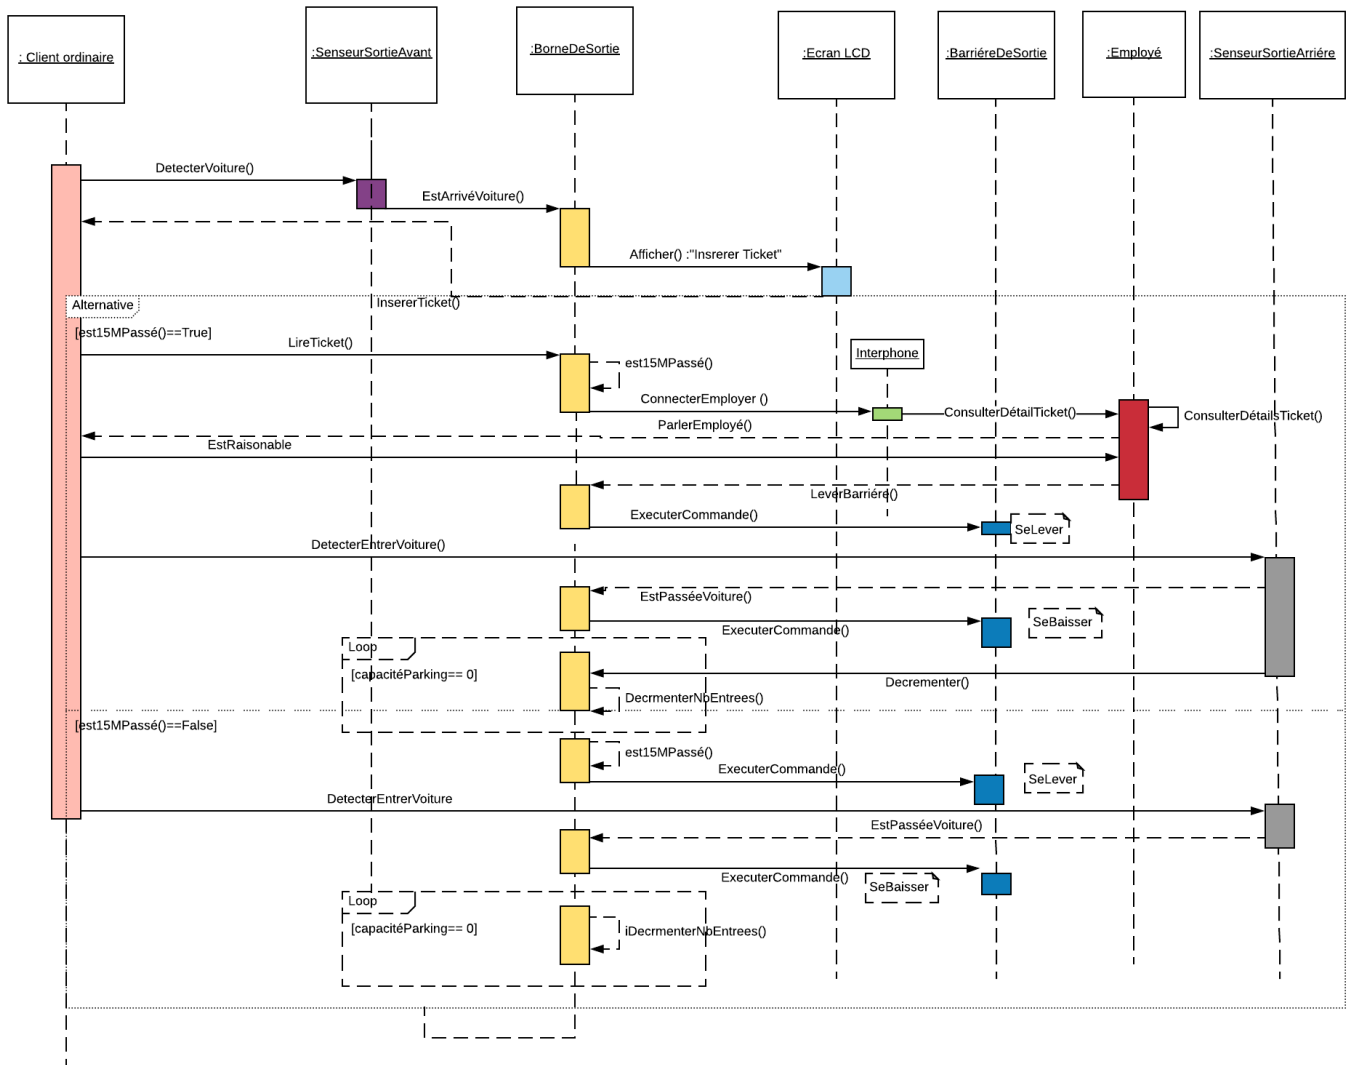 : Client ordinaire
:SenseurSortieAvant
:BorneDeSortie
:Ecran LCD
:BarriéreDeSortie
:Employé
:SenseurSortieArriére
DetecterVoiture()
EstArrivéVoiture()
Afficher() :"Insrerer Ticket"
InsererTicket()
Alternative
[est15MPassé()==True]
LireTicket()
est15MPassé()
Interphone
ConnecterEmployer ()
ConsulterDétailTicket()
ConsulterDétailsTicket()
ParlerEmployé()
EstRaisonable
LeverBarriére()
ExecuterCommande()
SeLever
DetecterEntrerVoiture()
EstPasséeVoiture()
ExecuterCommande()
SeBaisser
Loop
[capacitéParking== 0]
Decrementer()
DecrmenterNbEntrees()
[est15MPassé()==False]
est15MPassé()
ExecuterCommande()
SeLever
DetecterEntrerVoiture
EstPasséeVoiture()
ExecuterCommande()
SeBaisser
Loop
[capacitéParking== 0]
iDecrmenterNbEntrees()